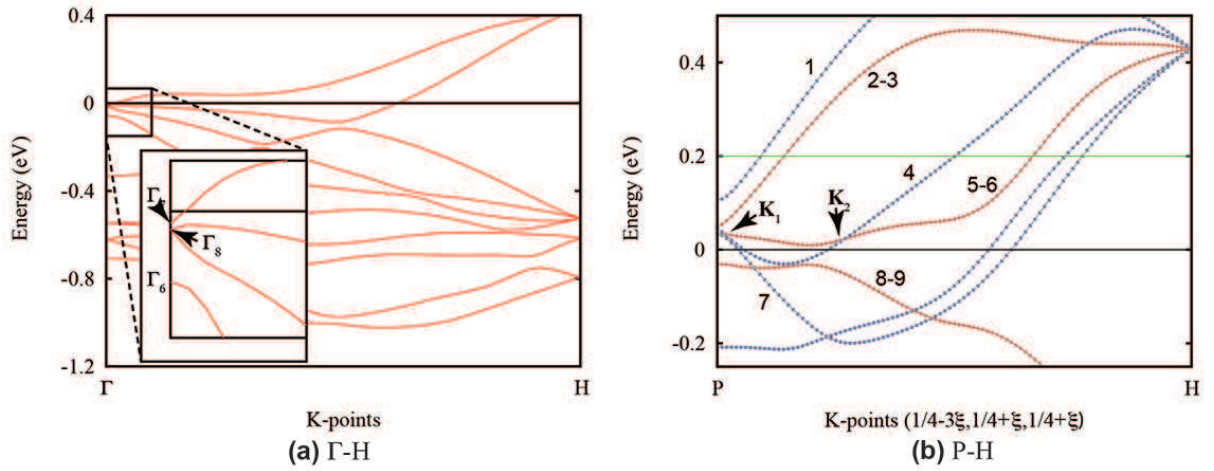 0.4
0
-0.4
-0.8
-1.2
Energy (eV)
Γ7
Γ8
Γ6
Γ
H
K-points
(a) Γ-H
0.4
0.2
0
-0.2
Energy (eV)
1
2-3
4
5-6
K1
K2
7
8-9
P
H
K-points (1/4-3ξ,1/4+ξ,1/4+ξ)
(b) P-H